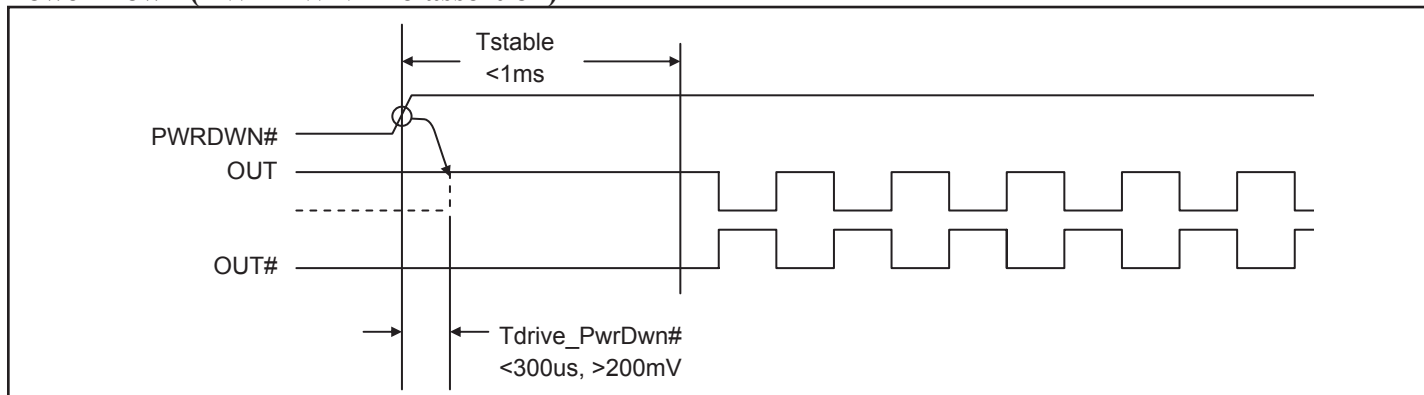 Tstable
<1ms
PWRDWN#
OUT
OUT#
Tdrive_PwrDwn#
<300us, >200mV